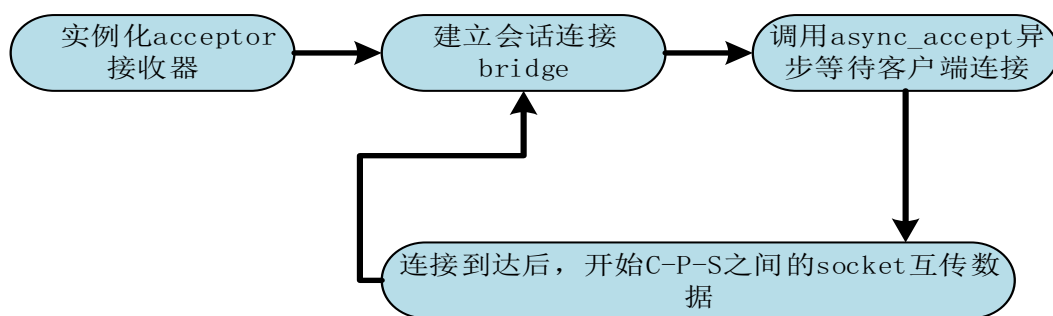 实例化acceptor
接收器
建立会话连接
bridge
调用async_accept异
步等待客户端连接
连接到达后，开始C-P-S之间的socket互传数
据